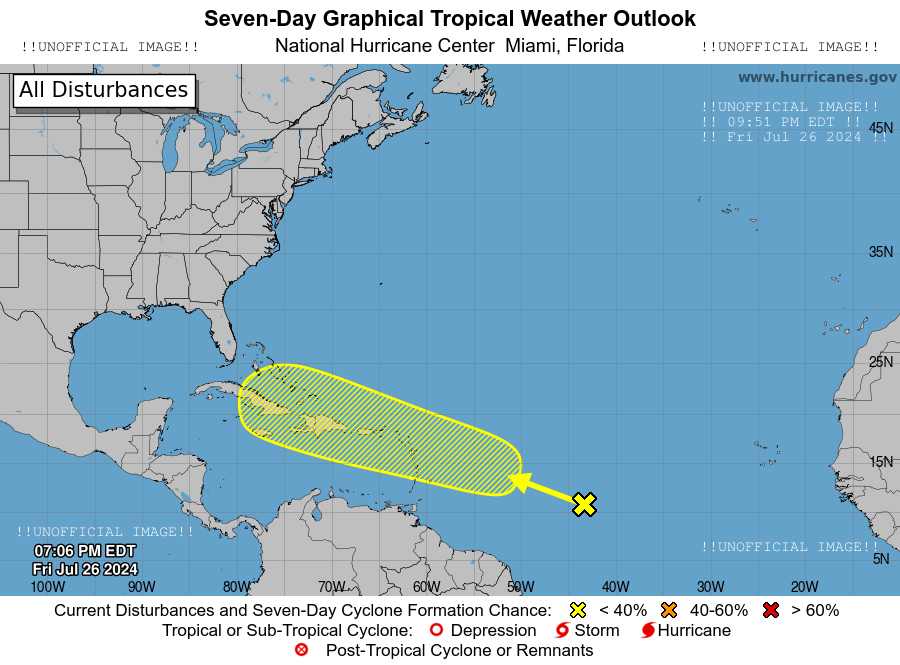 Seven-Day Graphical Tropical Weather Outlook
!!UNOFFICIAL IMAGE!! National Hurricane Center Miami, Florida !!UNOFFICIAL IMAGE!!
All Disturbances
www.hurricanes.gov
!!UNOFFICIAL IMAGE!!
!! 09:51 PM EDT !!
!! Fri Jul 26 2024 !!
45N
35N
25N
15N
!!UNOFFICIAL IMAGE!!
07:06 PM EDT
Fri Jul 26 2024
!!UNOFFICIAL IMAGE!!
5N
100W 90W 80W 70W 60W 50W 40W 30W 20W
Current Disturbances and Seven-Day Cyclone Formation Chance: < 40% 40-60% > 60%
Tropical or Sub-Tropical Cyclone: Depression Storm Hurricane
Post-Tropical Cyclone or Remnants